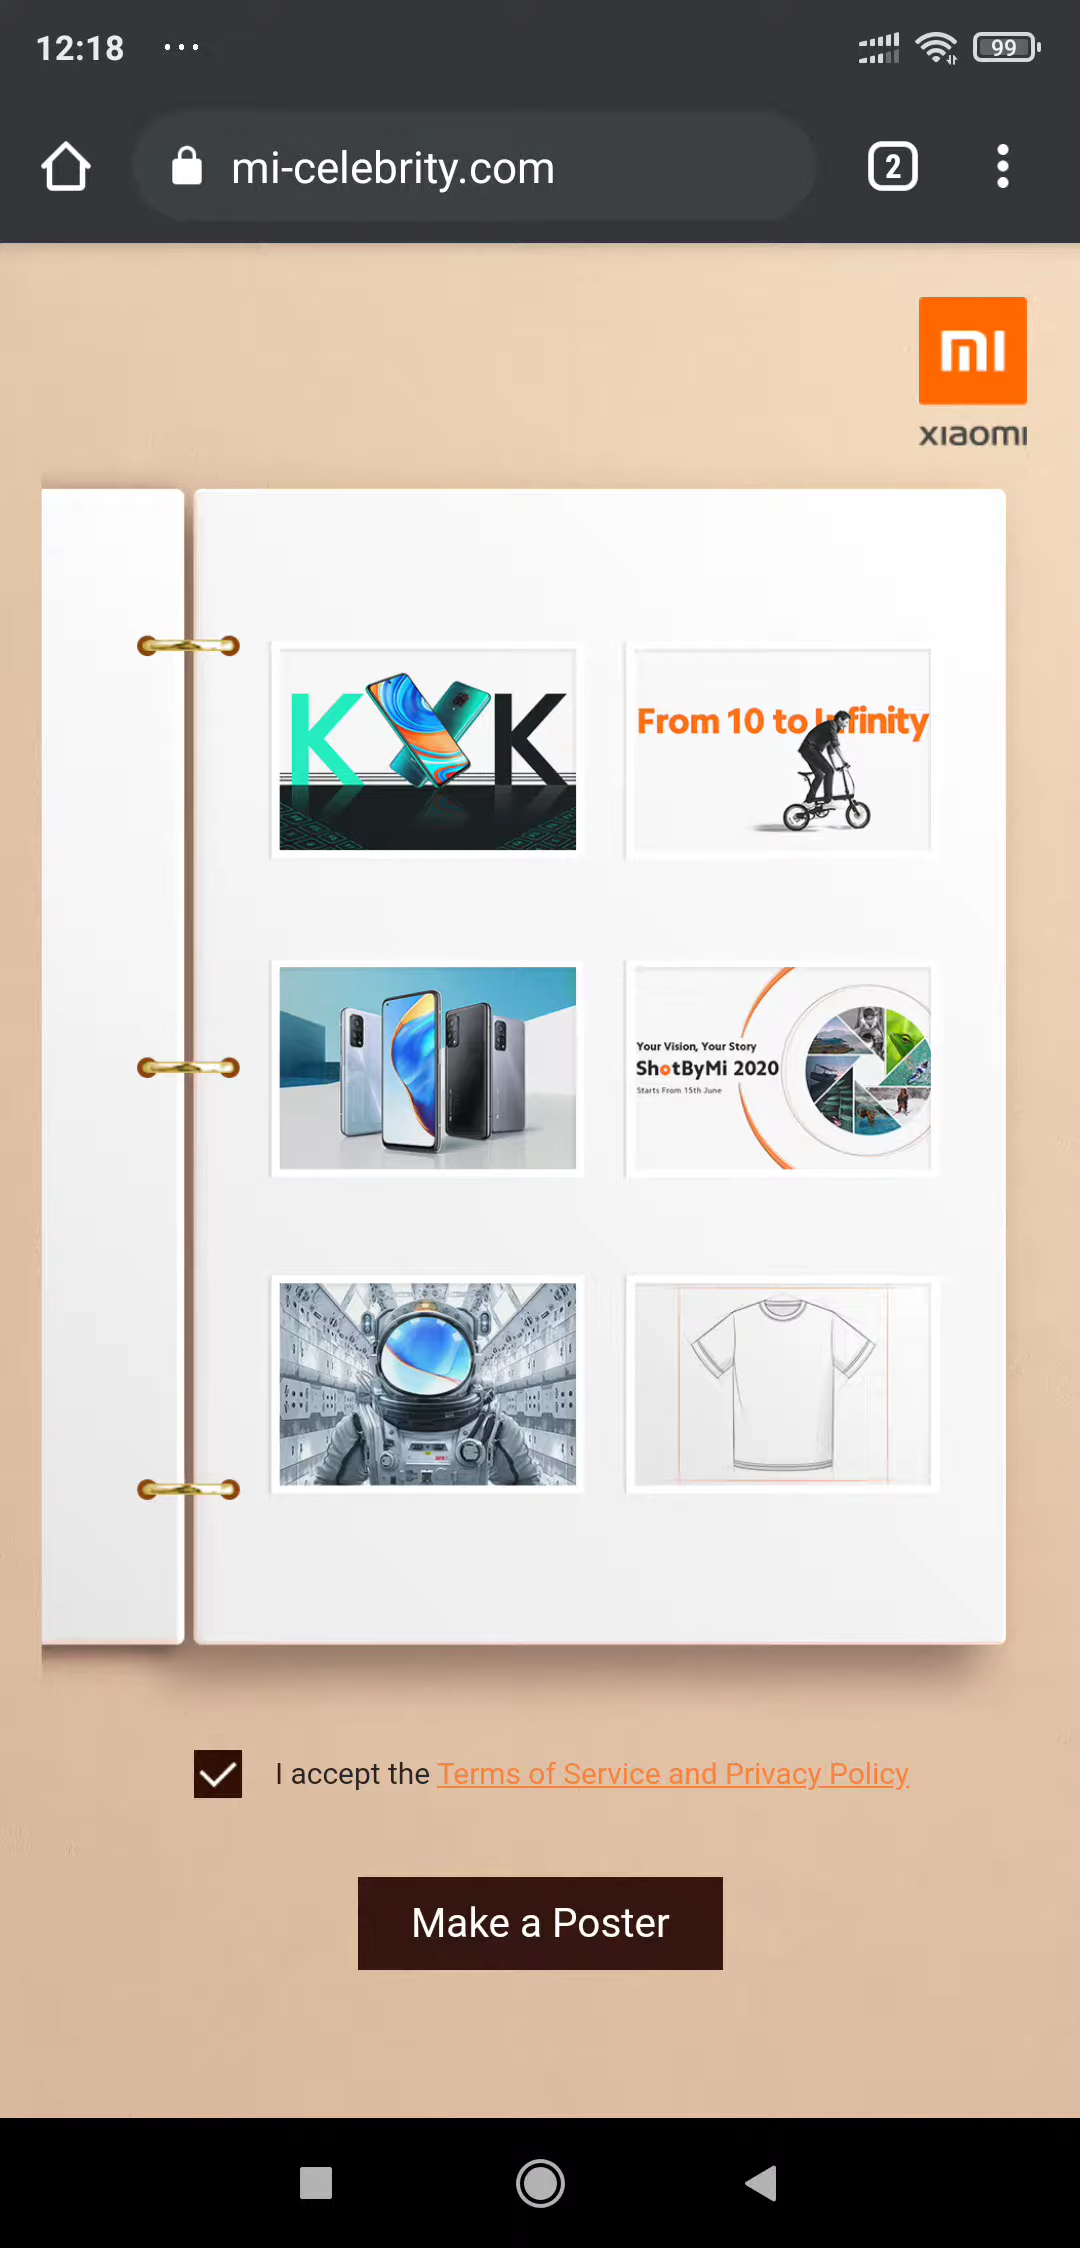 12:18 ...
99
mi-celebrity.com
2
mi
xiaomi
K K
From 10 to Infinity
Your Vision, Your Story
ShotByMi 2020
Starts From 15th June
I accept the Terms of Service and Privacy Policy
Make a Poster